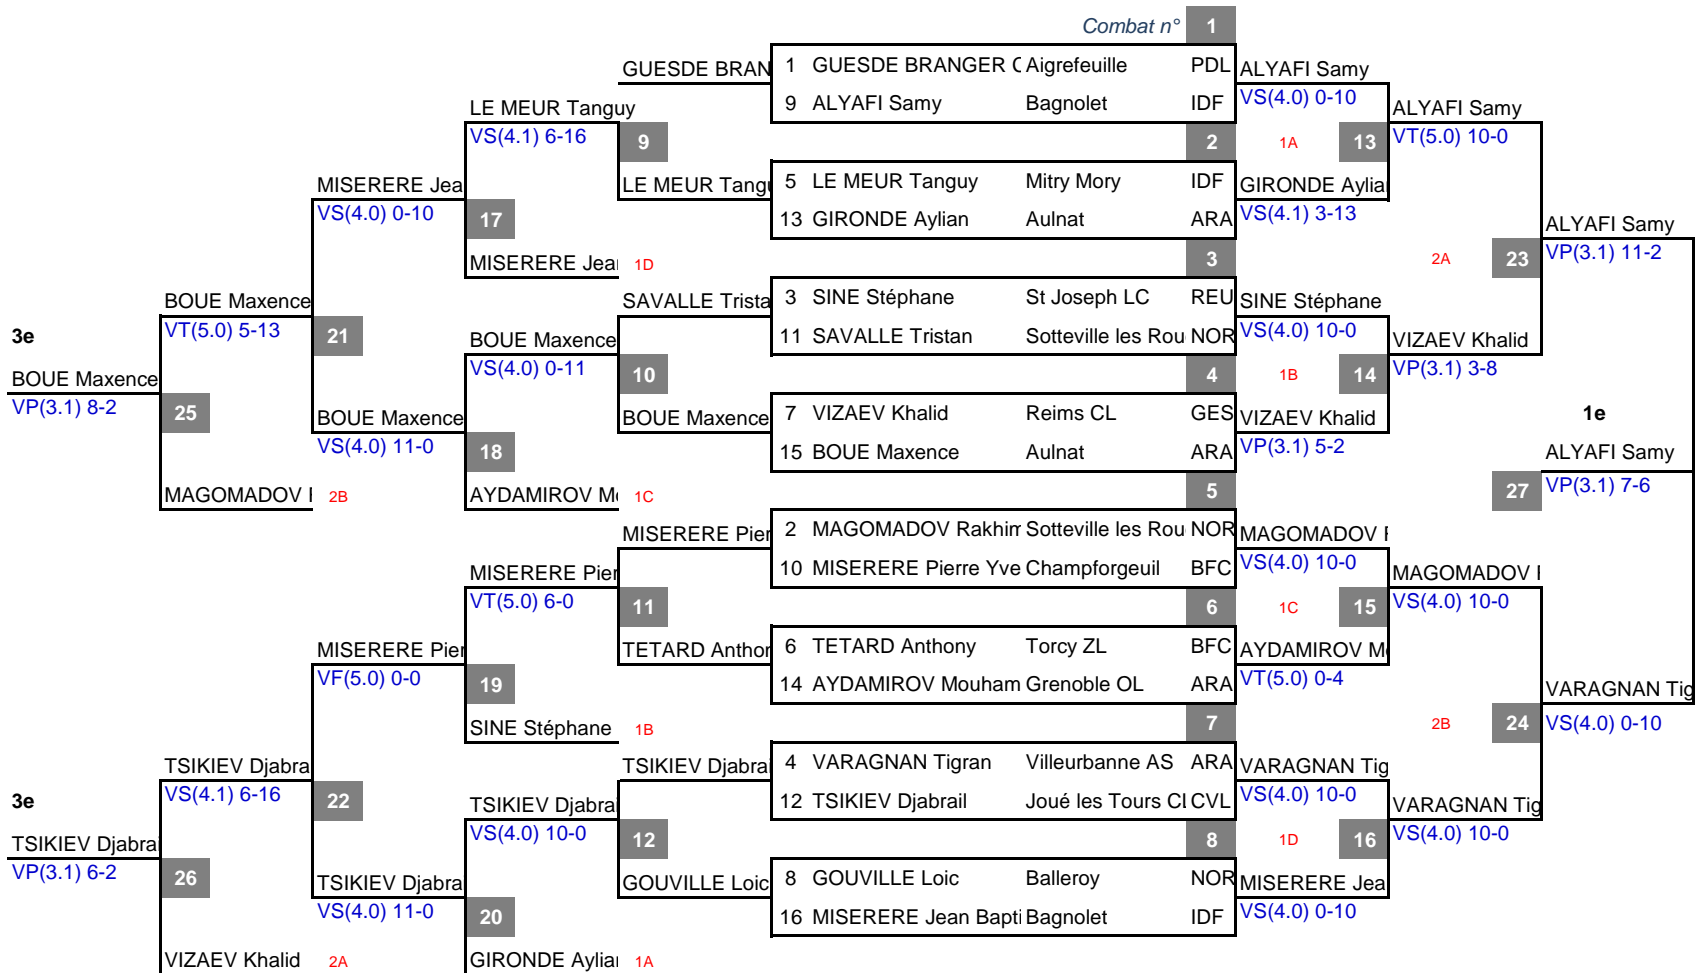 Combat n° 1
GUESDE BRAN 1 GUESDE BRANGER C Aigrefeuille PDL ALYAFI Samy
9 ALYAFI Samy Bagnolet IDF VS(4.0) 0-10
LE MEUR Tanguy ALYAFI Samy
VS(4.1) 6-16 9 2 1A 13 VT(5.0) 10-0
MISERERE Jea LE MEUR Tangu 5 LE MEUR Tanguy Mitry Mory IDF GIRONDE Aylian
VS(4.0) 0-10 17 13 GIRONDE Aylian Aulnat ARA VS(4.1) 3-13
ALYAFI Samy
MISERERE Jean 1D 3 2A 23 VP(3.1) 11-2
BOUE Maxence SAVALLE Trista 3 SINE Stéphane St Joseph LC REU SINE Stéphane
VT(5.0) 5-13 21 11 SAVALLE Tristan Sotteville les Rou NOR VS(4.0) 10-0
3e BOUE Maxence VIZAEV Khalid
VS(4.0) 0-11 10 4 1B 14 VP(3.1) 3-8
BOUE Maxence
VP(3.1) 8-2 25 BOUE Maxence BOUE Maxence 7 VIZAEV Khalid Reims CL GES VIZAEV Khalid 1e
VS(4.0) 11-0 18 15 BOUE Maxence Aulnat ARA VP(3.1) 5-2 ALYAFI Samy
MAGOMADOV 2B AYDAMIROV Mo 1C 5 27 VP(3.1) 7-6
MISERERE Pier 2 MAGOMADOV Rakhim Sotteville les Rou NOR MAGOMADOV
10 MISERERE Pierre Yve Champforgeuil BFC VS(4.0) 10-0
MISERERE Pier MAGOMADOV
VT(5.0) 6-0 11 6 1C 15 VS(4.0) 10-0
MISERERE Pier TETARD Anthon 6 TETARD Anthony Torcy ZL BFC AYDAMIROV Mo
VF(5.0) 0-0 19 14 AYDAMIROV Mouham Grenoble OL ARA VT(5.0) 0-4
VARAGNAN Tig
SINE Stéphane 1B 7 2B 24 VS(4.0) 0-10
TSIKIEV Djabrai TSIKIEV Djabrai 4 VARAGNAN Tigran Villeurbanne AS ARA VARAGNAN Tig
VS(4.1) 6-16 22 12 TSIKIEV Djabrail Joué les Tours Cl CVL VS(4.0) 10-0
3e TSIKIEV Djabrai VARAGNAN Tig
VS(4.0) 10-0 12 8 1D 16 VS(4.0) 10-0
TSIKIEV Djabrai
VP(3.1) 6-2 26 TSIKIEV Djabrai GOUVILLE Loic 8 GOUVILLE Loic Balleroy NOR MISERERE Jea
VS(4.0) 11-0 20 16 MISERERE Jean Bapti Bagnolet IDF VS(4.0) 0-10
VIZAEV Khalid 2A GIRONDE Aylian 1A